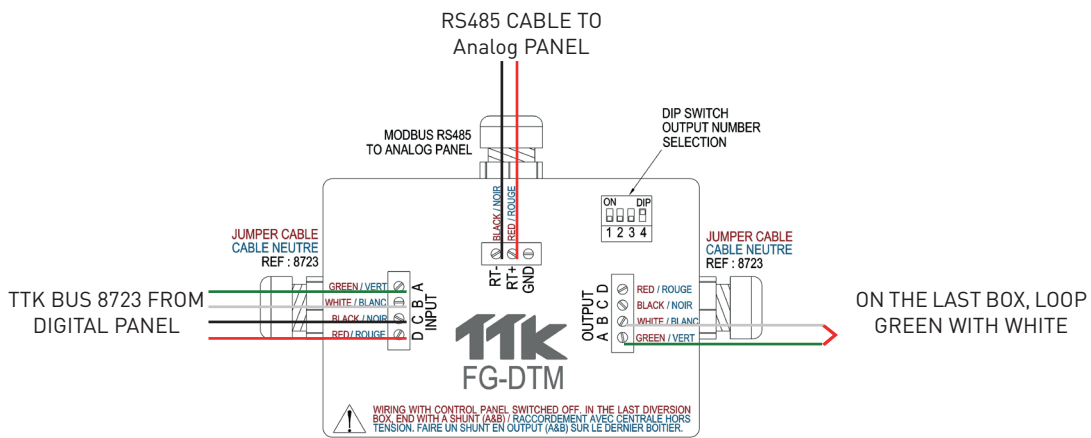 RS485 CABLE TO
Analog PANEL
MODBUS RS485
TO ANALOG PANEL
DIP SWITCH
OUTPUT NUMBER
SELECTION
BLACK / NOIR
RED / ROUGE
ON DIP
1 2 3 4
JUMPER CABLE
CABLE NEUTRE
REF : 8723
JUMPER CABLE
CABLE NEUTRE
REF : 8723
RT-
RT+
GND
TTK BUS 8723 FROM
DIGITAL PANEL
GREEN / VERT A
WHITE / BLANC B
BLACK / NOIR C
RED / ROUGE D
INPUT
OUTPUT
D RED / ROUGE
C BLACK / NOIR
B WHITE / BLANC
A GREEN / VERT
ON THE LAST BOX, LOOP
GREEN WITH WHITE
TTK
FG-DTM
WIRING WITH CONTROL PANEL SWITCHED OFF. IN THE LAST DIVERSION
BOX, END WITH A SHUNT (A&B) / RACCORDEMENT AVEC CENTRALE HORS
TENSION. FAIRE UN SHUNT EN OUTPUT (A&B) SUR LE DERNIER BOITIER.